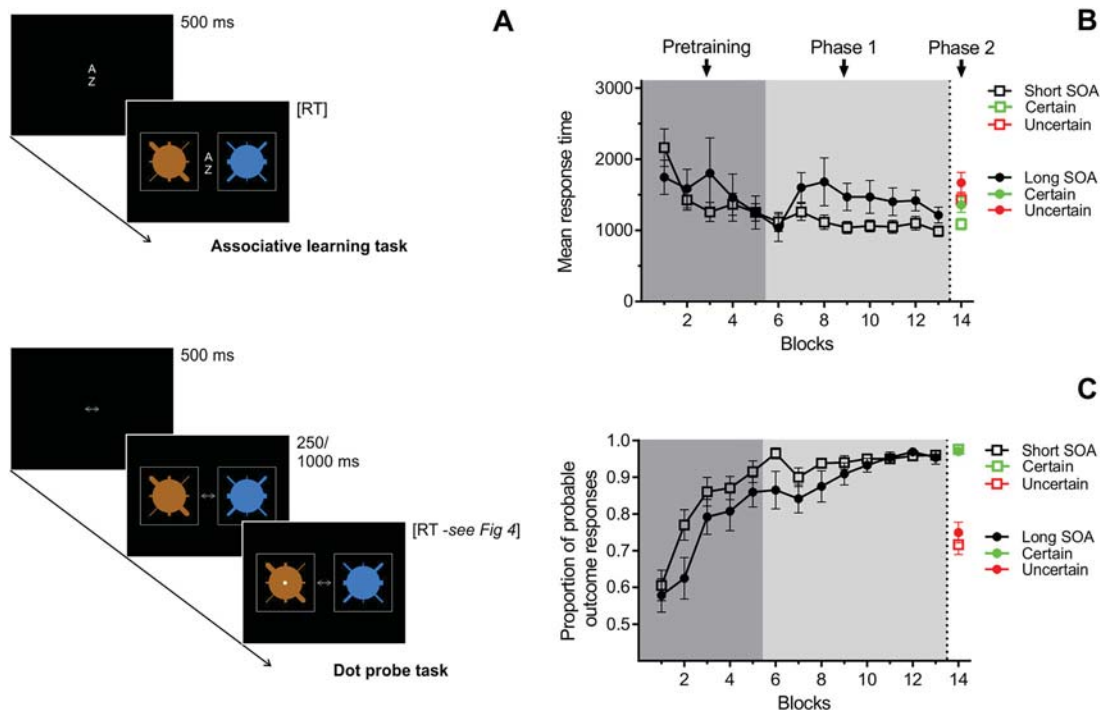 A
500 ms
A
Z
[RT]
A
Z
Associative learning task
500 ms
250/
1000 ms
[RT -see Fig 4]
Dot probe task
B
Pretraining
Phase 1
Phase 2
3000
2000
1000
0
Mean response time
2
4
6
8
10
12
14
Blocks
Short SOA
Certain
Uncertain
Long SOA
Certain
Uncertain
C
1.0
0.9
0.8
0.7
0.6
0.5
Proportion of probable
outcome responses
2
4
6
8
10
12
14
Blocks
Short SOA
Certain
Uncertain
Long SOA
Certain
Uncertain